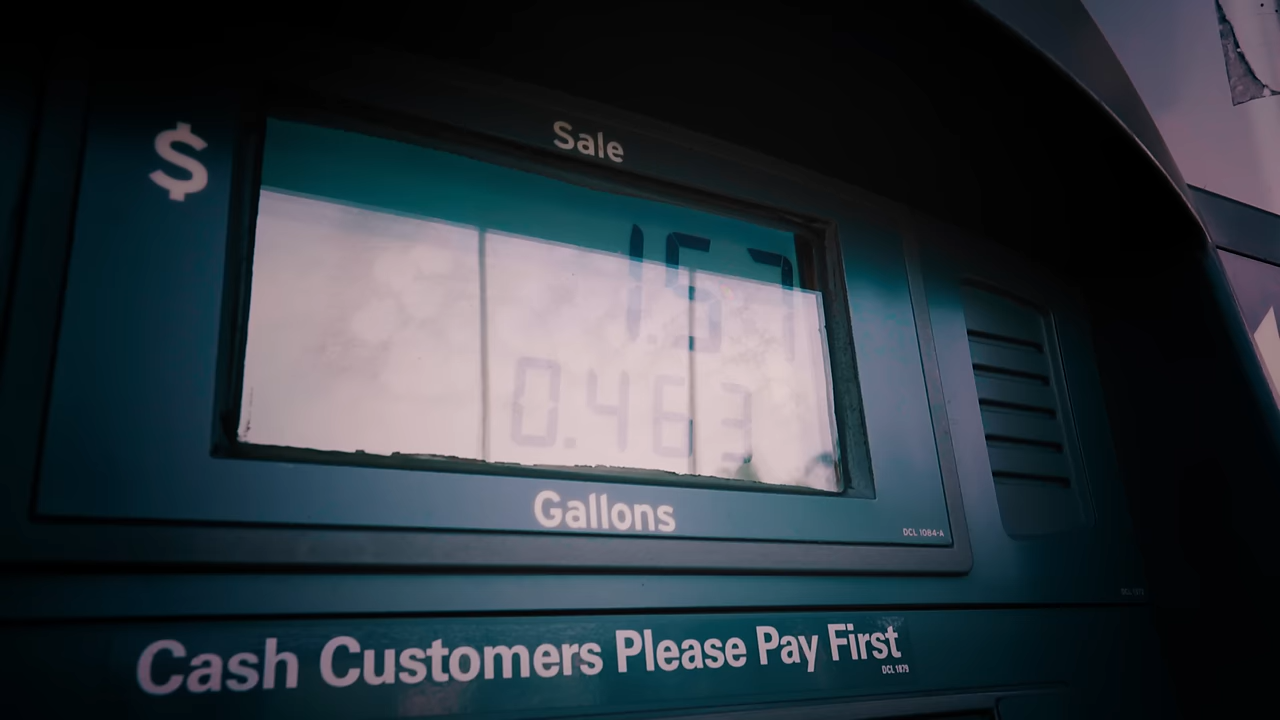 Sale
$
1.57
0.463
Gallons
DCL 1084-A
Cash Customers Please Pay First
DCL 1879